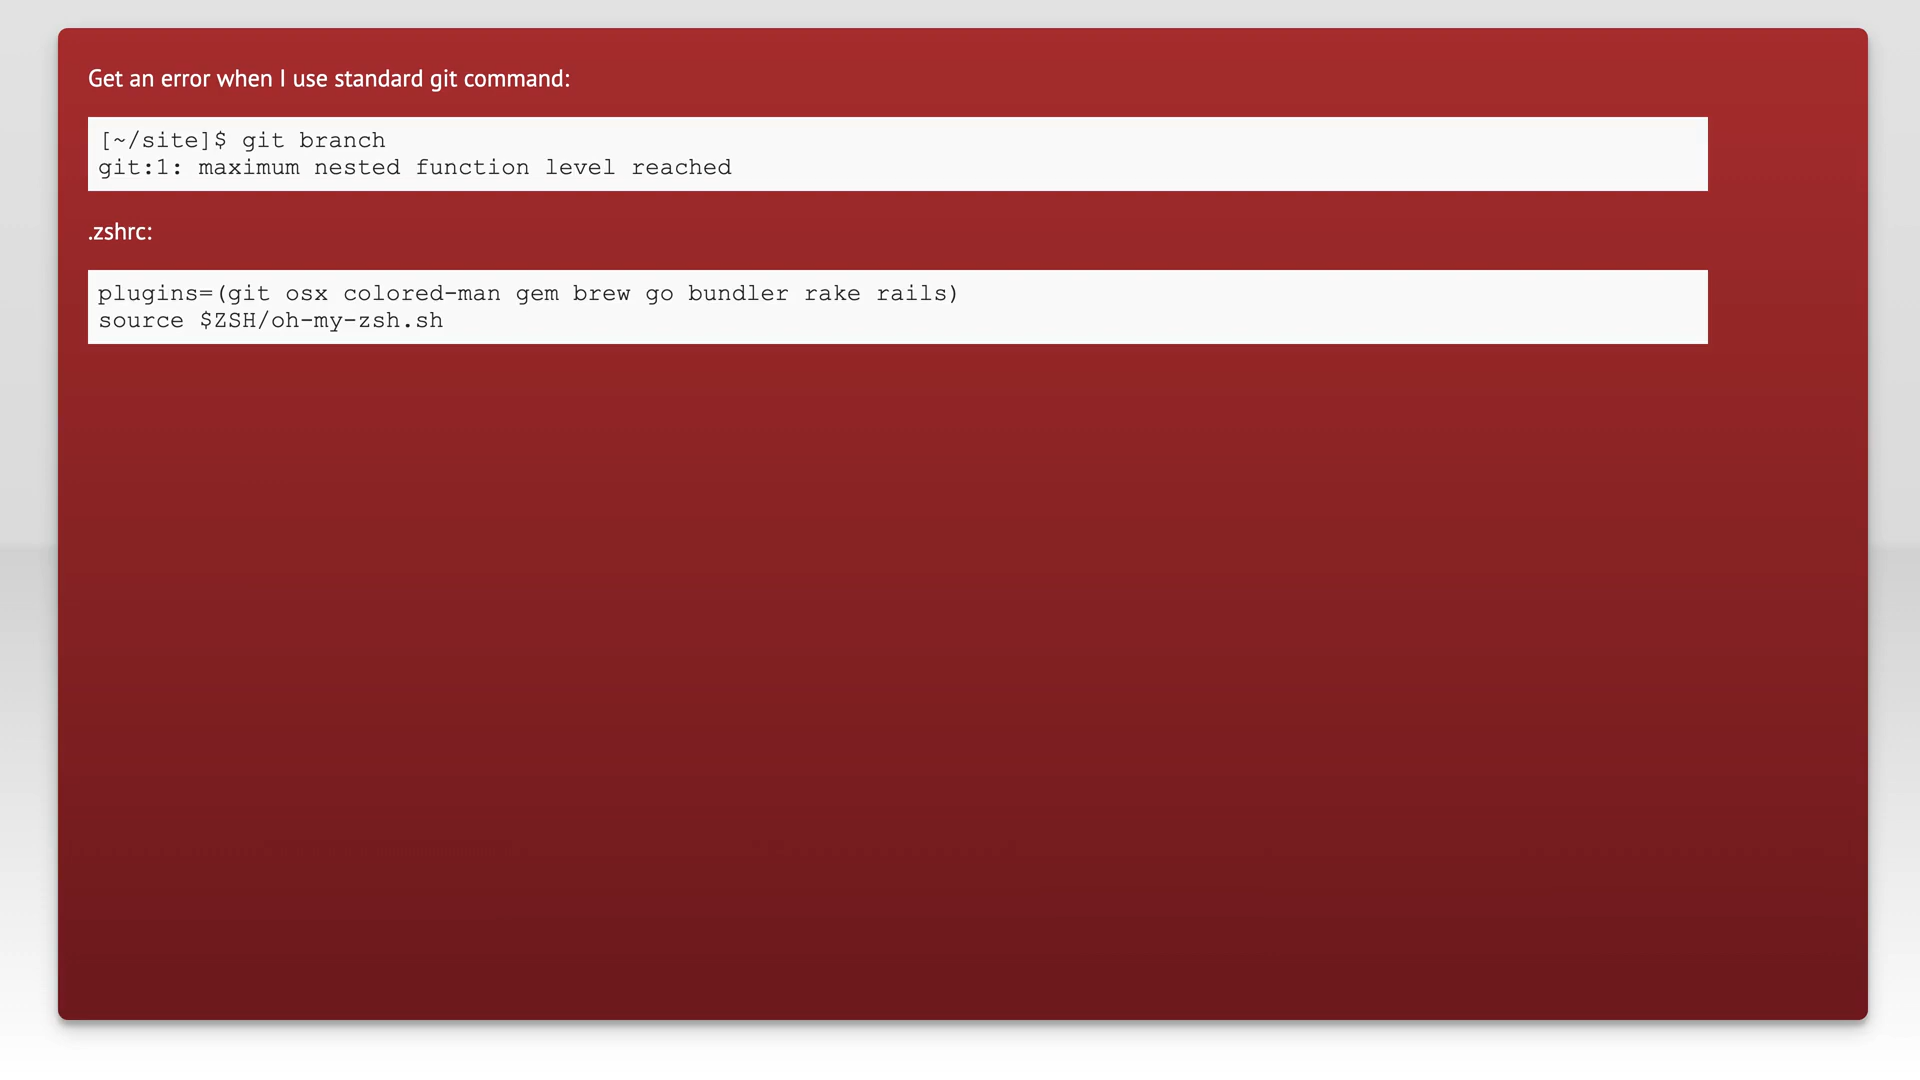 Get an error when I use standard git command:
[~/site]$ git branch
git:1: maximum nested function level reached
.zshrc:
plugins=(git osx colored-man gem brew go bundler rake rails)
source $ZSH/oh-my-zsh.sh